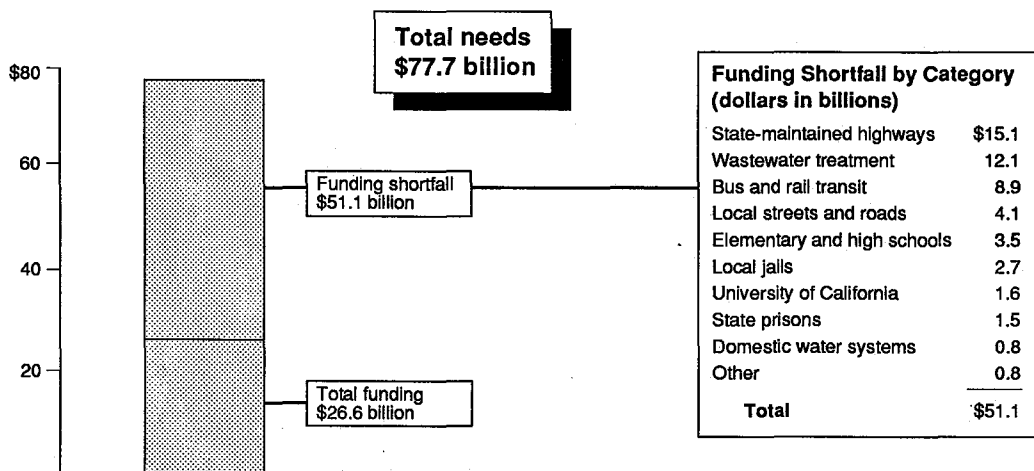 Total needs
$77.7 billion
$80
60
40
20
Funding shortfall
$51.1 billion
Total funding
$26.6 billion
Funding Shortfall by Category
(dollars in billions)
State-maintained highways $15.1
Wastewater treatment 12.1
Bus and rail transit 8.9
Local streets and roads 4.1
Elementary and high schools 3.5
Local jails 2.7
University of California 1.6
State prisons 1.5
Domestic water systems 0.8
Other 0.8
Total $51.1